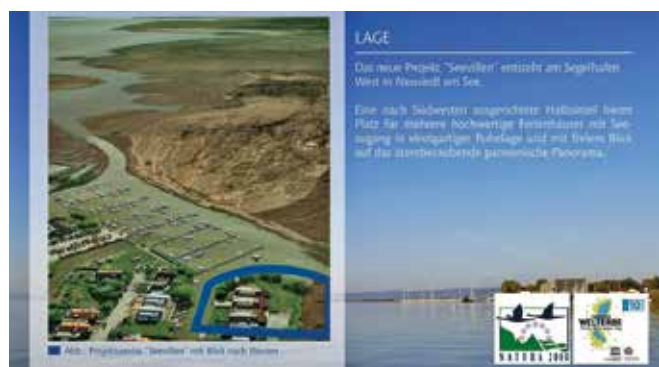 LAGE
Das neue Projekt "Seevillen" entsteht am Segelhafen
West in Neusiedl am See.
Eine nach Südwesten ausgerichtete Halbinsel bietet
Platz für mehrere hochwertige Ferienhäuser mit See-
zugang in einzigartiger Ruhelage und mit freiem Blick
auf das atemberaubende pannonische Panorama.
Abb.: Projektareal "Seevillen" mit Blick nach Westen
NATURA 2000
WELTERBE
10